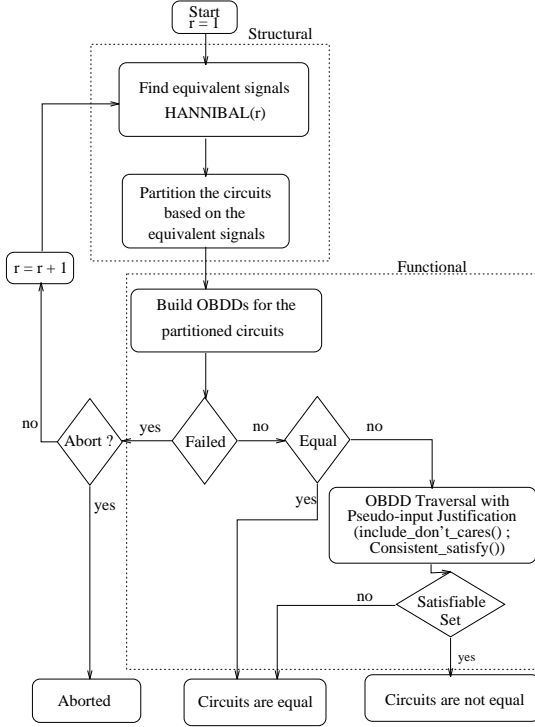 Start
r = 1
Structural
Find equivalent signals
HANNIBAL(r)
Partition the circuits
based on the
equivalent signals
r = r + 1
Functional
Build OBDDs for the
partitioned circuits
no
Abort ?
yes
Failed
no
Equal
no
yes
yes
OBDD Traversal with
Pseudo-input Justification
(include_don't_cares() ;
Consistent_satisfy())
no
Satisfiable
Set
yes
Aborted
Circuits are equal
Circuits are not equal